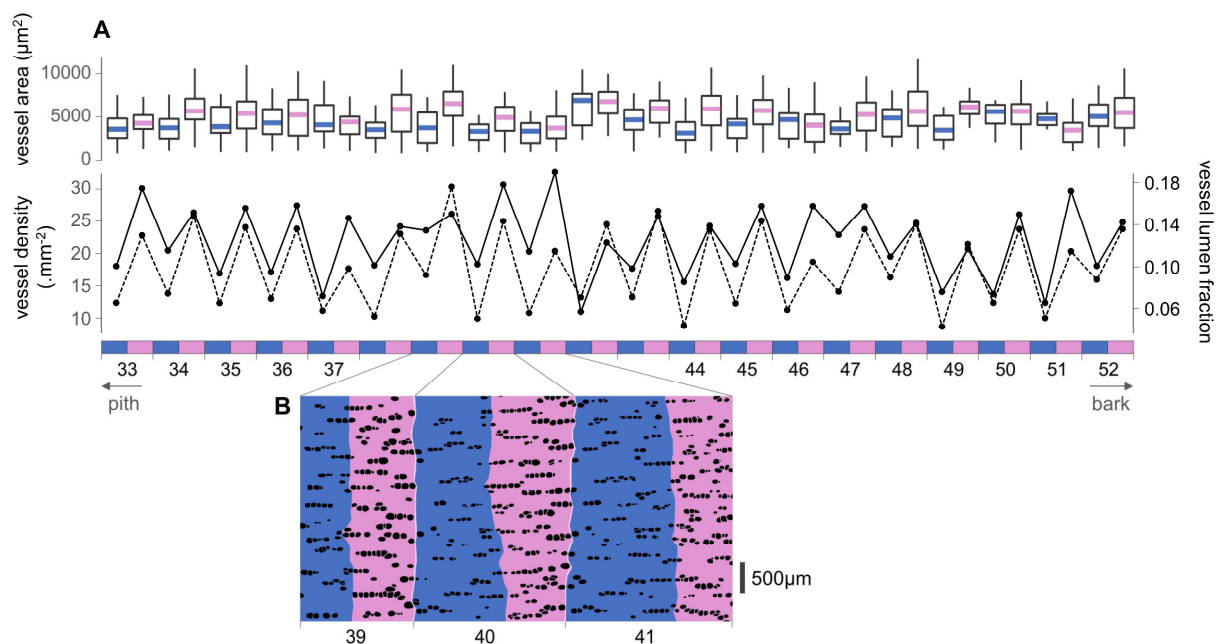 A
vessel area (µm²)
10000
5000
0
vessel density
(.mm⁻²)
30
25
20
15
10
vessel lumen fraction
0.18
0.14
0.10
0.06
33 34 35 36 37 44 45 46 47 48 49 50 51 52
pith
bark
B
500µm
39 40 41